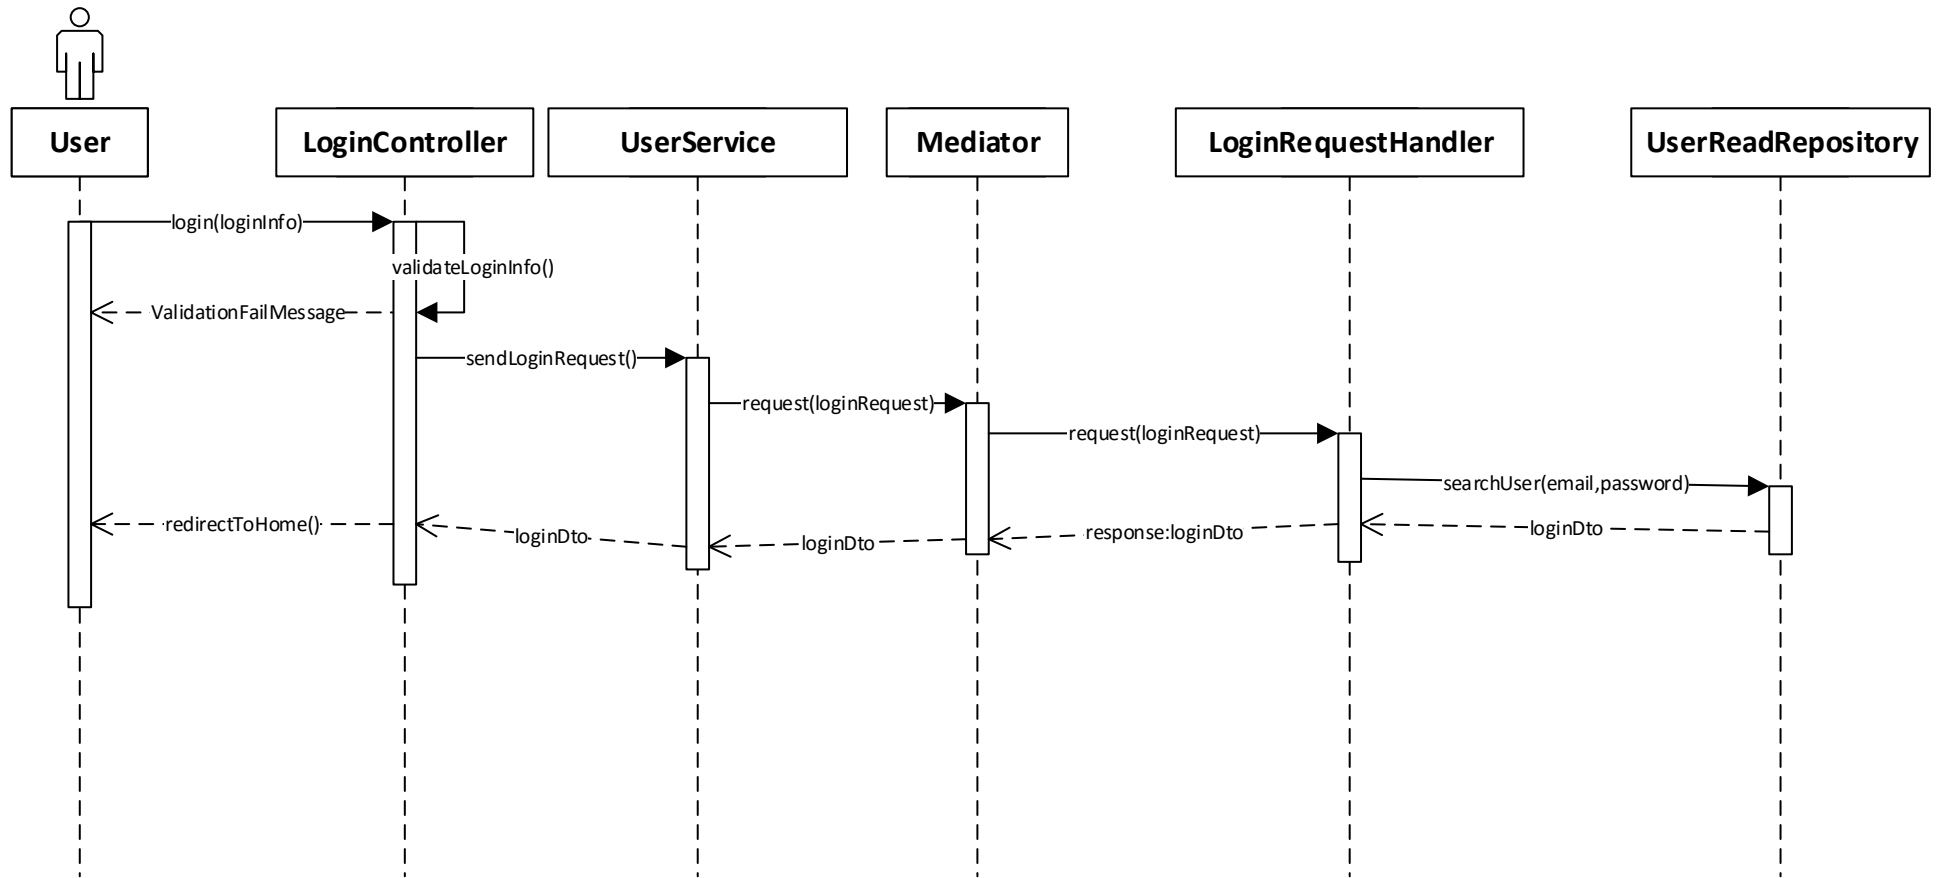 User
LoginController
UserService
Mediator
LoginRequestHandler
UserReadRepository
login(loginInfo)
validateLoginInfo()
ValidationFailMessage
sendLoginRequest()
request(loginRequest)
request(loginRequest)
searchUser(email,password)
redirectToHome()
loginDto
loginDto
response:loginDto
loginDto